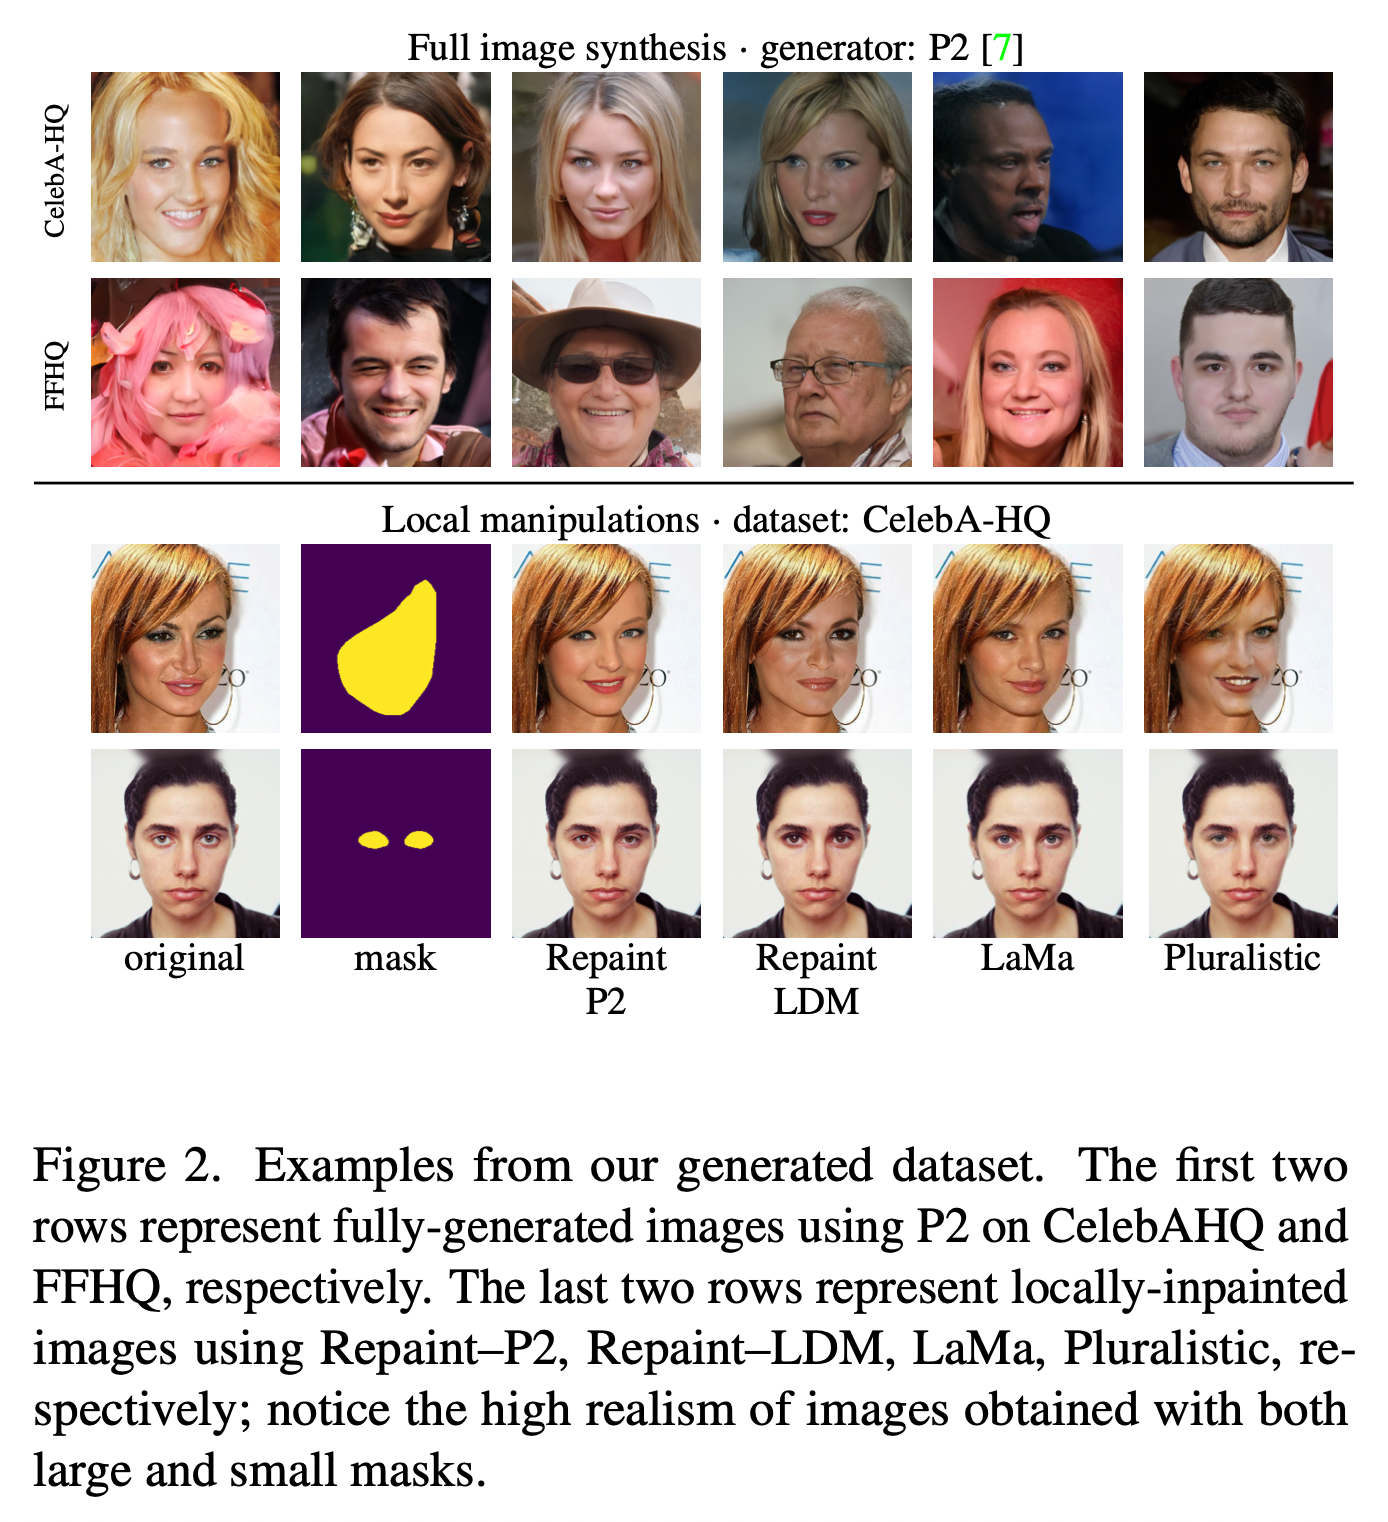 Full image synthesis · generator: P2 [7]
CelebA-HQ
FFHQ
Local manipulations · dataset: CelebA-HQ
original
mask
Repaint
P2
Repaint
LDM
LaMa
Pluralistic
Figure 2. Examples from our generated dataset. The first two
rows represent fully-generated images using P2 on CelebAHQ and
FFHQ, respectively. The last two rows represent locally-inpainted
images using Repaint–P2, Repaint–LDM, LaMa, Pluralistic, re-
spectively; notice the high realism of images obtained with both
large and small masks.